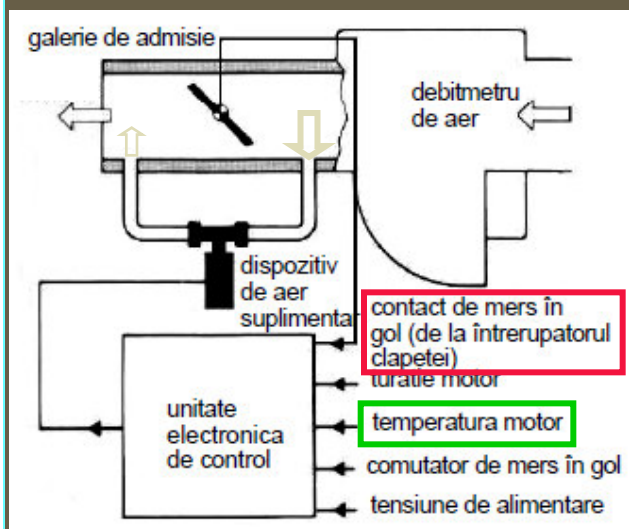 galerie de admisie
debitmetru
de aer
dispozitiv
de aer
suplimentar
contact de mers în
gol (de la întrerupatorul
clapetei)
turatie motor
unitate
electronica
de control
temperatura motor
comutator de mers în gol
tensiune de alimentare